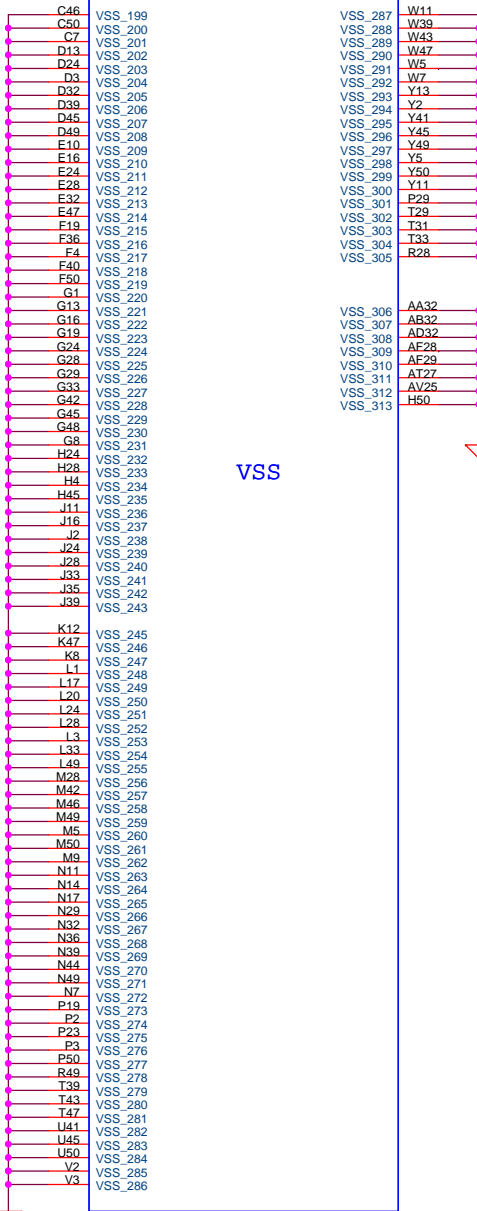 C46 VSS_199
C50 VSS_200
C7 VSS_201
D13 VSS_202
D24 VSS_203
D3 VSS_204
D32 VSS_205
D39 VSS_206
D45 VSS_207
D49 VSS_208
E10 VSS_209
E16 VSS_210
E24 VSS_211
E28 VSS_212
E32 VSS_213
E47 VSS_214
F19 VSS_215
F36 VSS_216
F4 VSS_217
F40 VSS_218
F50 VSS_219
G1 VSS_220
G13 VSS_221
G16 VSS_222
G19 VSS_223
G24 VSS_224
G28 VSS_225
G29 VSS_226
G33 VSS_227
G42 VSS_228
G45 VSS_229
G48 VSS_230
G8 VSS_231
H24 VSS_232
H28 VSS_233
H4 VSS_234
H45 VSS_235
J11 VSS_236
J16 VSS_237
J2 VSS_238
J24 VSS_239
J28 VSS_240
J33 VSS_241
J35 VSS_242
J39 VSS_243
K12 VSS_245
K47 VSS_246
K8 VSS_247
L1 VSS_248
L17 VSS_249
L20 VSS_250
L24 VSS_251
L28 VSS_252
L3 VSS_253
L33 VSS_254
L49 VSS_255
M28 VSS_256
M42 VSS_257
M46 VSS_258
M49 VSS_259
M5 VSS_260
M50 VSS_261
M9 VSS_262
N11 VSS_263
N14 VSS_264
N17 VSS_265
N29 VSS_266
N32 VSS_267
N36 VSS_268
N39 VSS_269
N44 VSS_270
N49 VSS_271
N7 VSS_272
P19 VSS_273
P2 VSS_274
P23 VSS_275
P3 VSS_276
P50 VSS_277
R49 VSS_278
T39 VSS_279
T43 VSS_280
T47 VSS_281
U41 VSS_282
U45 VSS_283
U50 VSS_284
V2 VSS_285
V3 VSS_286
VSS
VSS_287 W11
VSS_288 W39
VSS_289 W43
VSS_290 W47
VSS_291 W5
VSS_292 W7
VSS_293 Y13
VSS_294 Y2
VSS_295 Y41
VSS_296 Y45
VSS_297 Y49
VSS_298 Y5
VSS_299 Y50
VSS_300 Y11
VSS_301 P29
VSS_302 T29
VSS_303 T31
VSS_304 T33
VSS_305 R28
VSS_306 AA32
VSS_307 AB32
VSS_308 AD32
VSS_309 AF28
VSS_310 AF29
VSS_311 AT27
VSS_312 AV25
VSS_313 H50